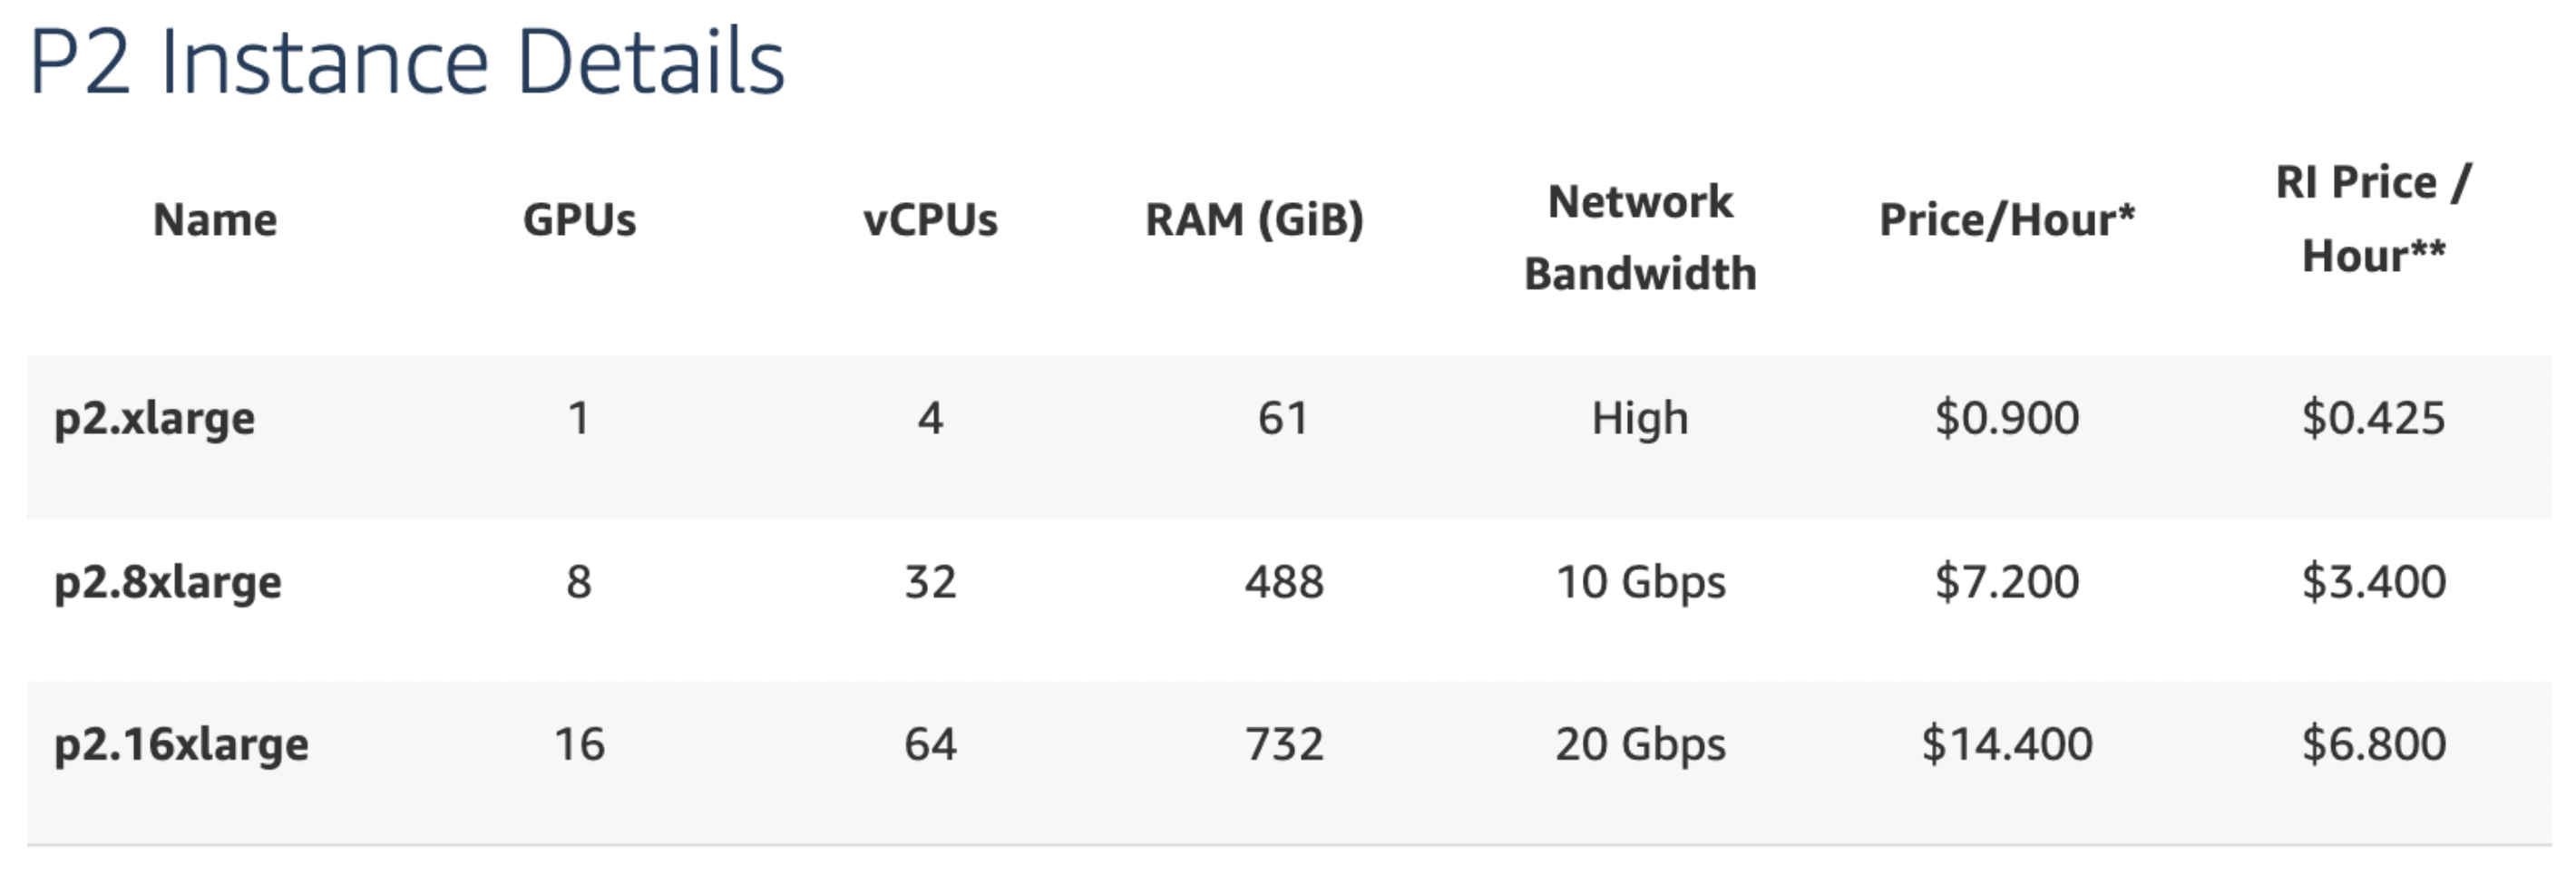 P2 Instance Details
Name GPUs vCPUs RAM (GiB) Network Bandwidth Price/Hour* RI Price / Hour**
p2.xlarge 1 4 61 High $0.900 $0.425
p2.8xlarge 8 32 488 10 Gbps $7.200 $3.400
p2.16xlarge 16 64 732 20 Gbps $14.400 $6.800